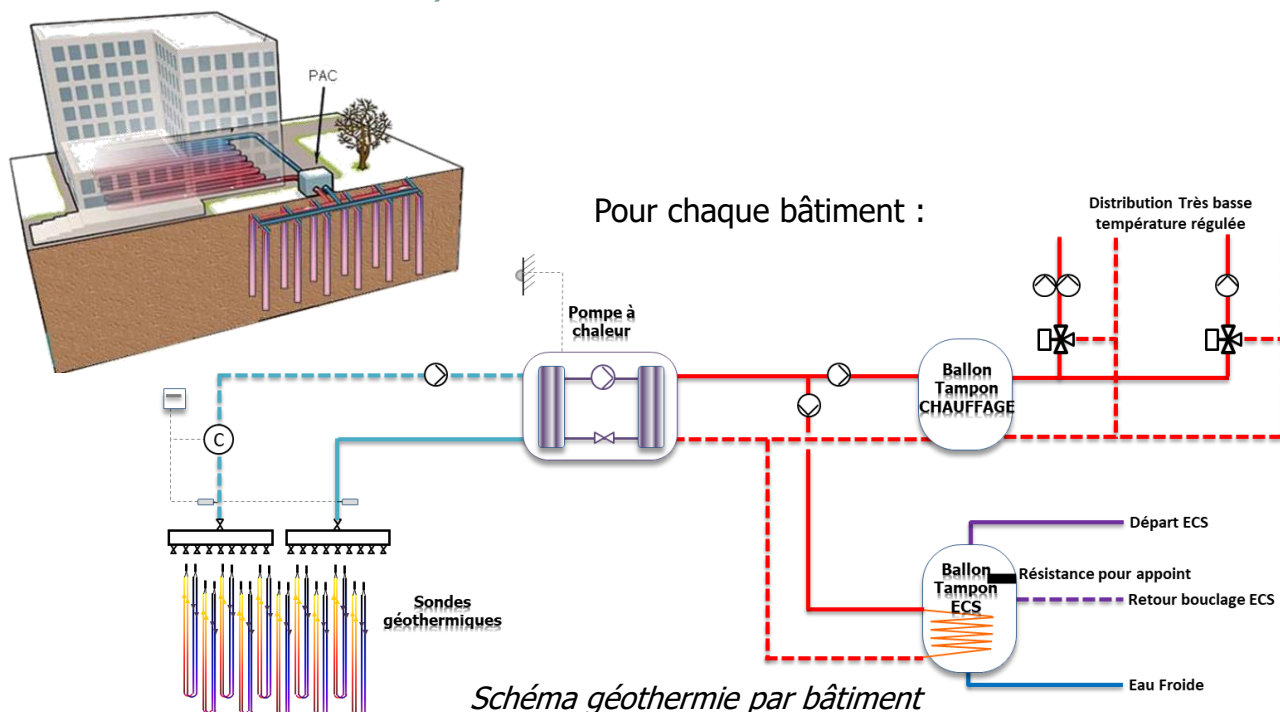 PAC
Pour chaque bâtiment :
Distribution Très basse
température régulée
Pompe à
chaleur
Ballon
Tampon
CHAUFFAGE
C
Départ ECS
Ballon
Tampon
ECS
Résistance pour appoint
Retour bouclage ECS
Sondes
géothermiques
Eau Froide
Schéma géothermie par bâtiment